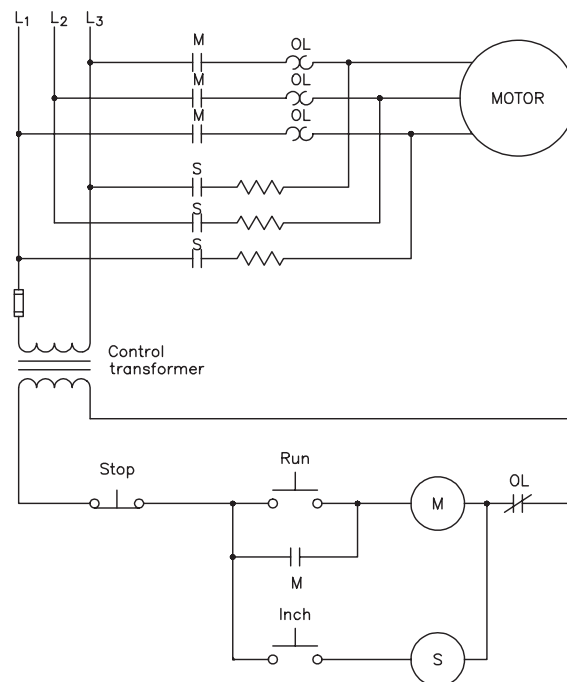 L1 L2 L3
M OL
M OL
MOTOR
M OL
S
S
S
Control
transformer
Stop
Run
M
OL
M
Inch
S